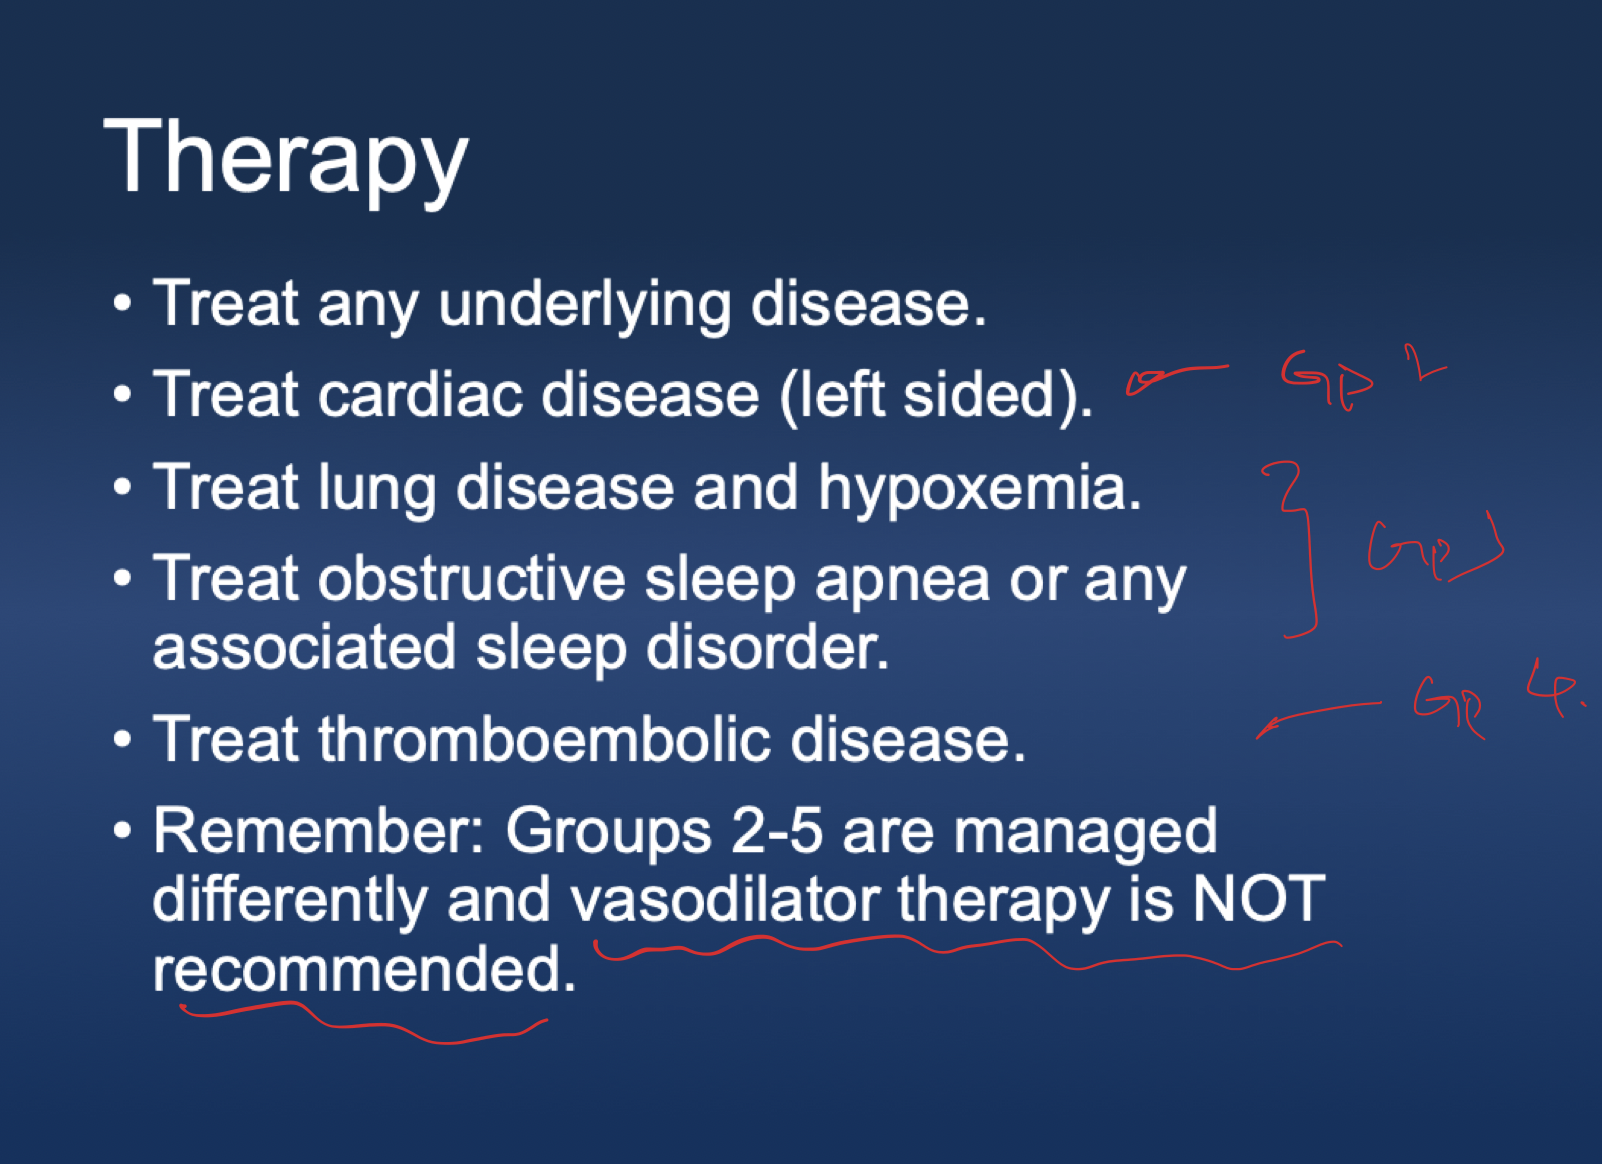 Therapy
• Treat any underlying disease.
• Treat cardiac disease (left sided). Gp 2
• Treat lung disease and hypoxemia.
Gp 3
• Treat obstructive sleep apnea or any
associated sleep disorder.
Gp 4.
• Treat thromboembolic disease.
• Remember: Groups 2-5 are managed
differently and vasodilator therapy is NOT
recommended.